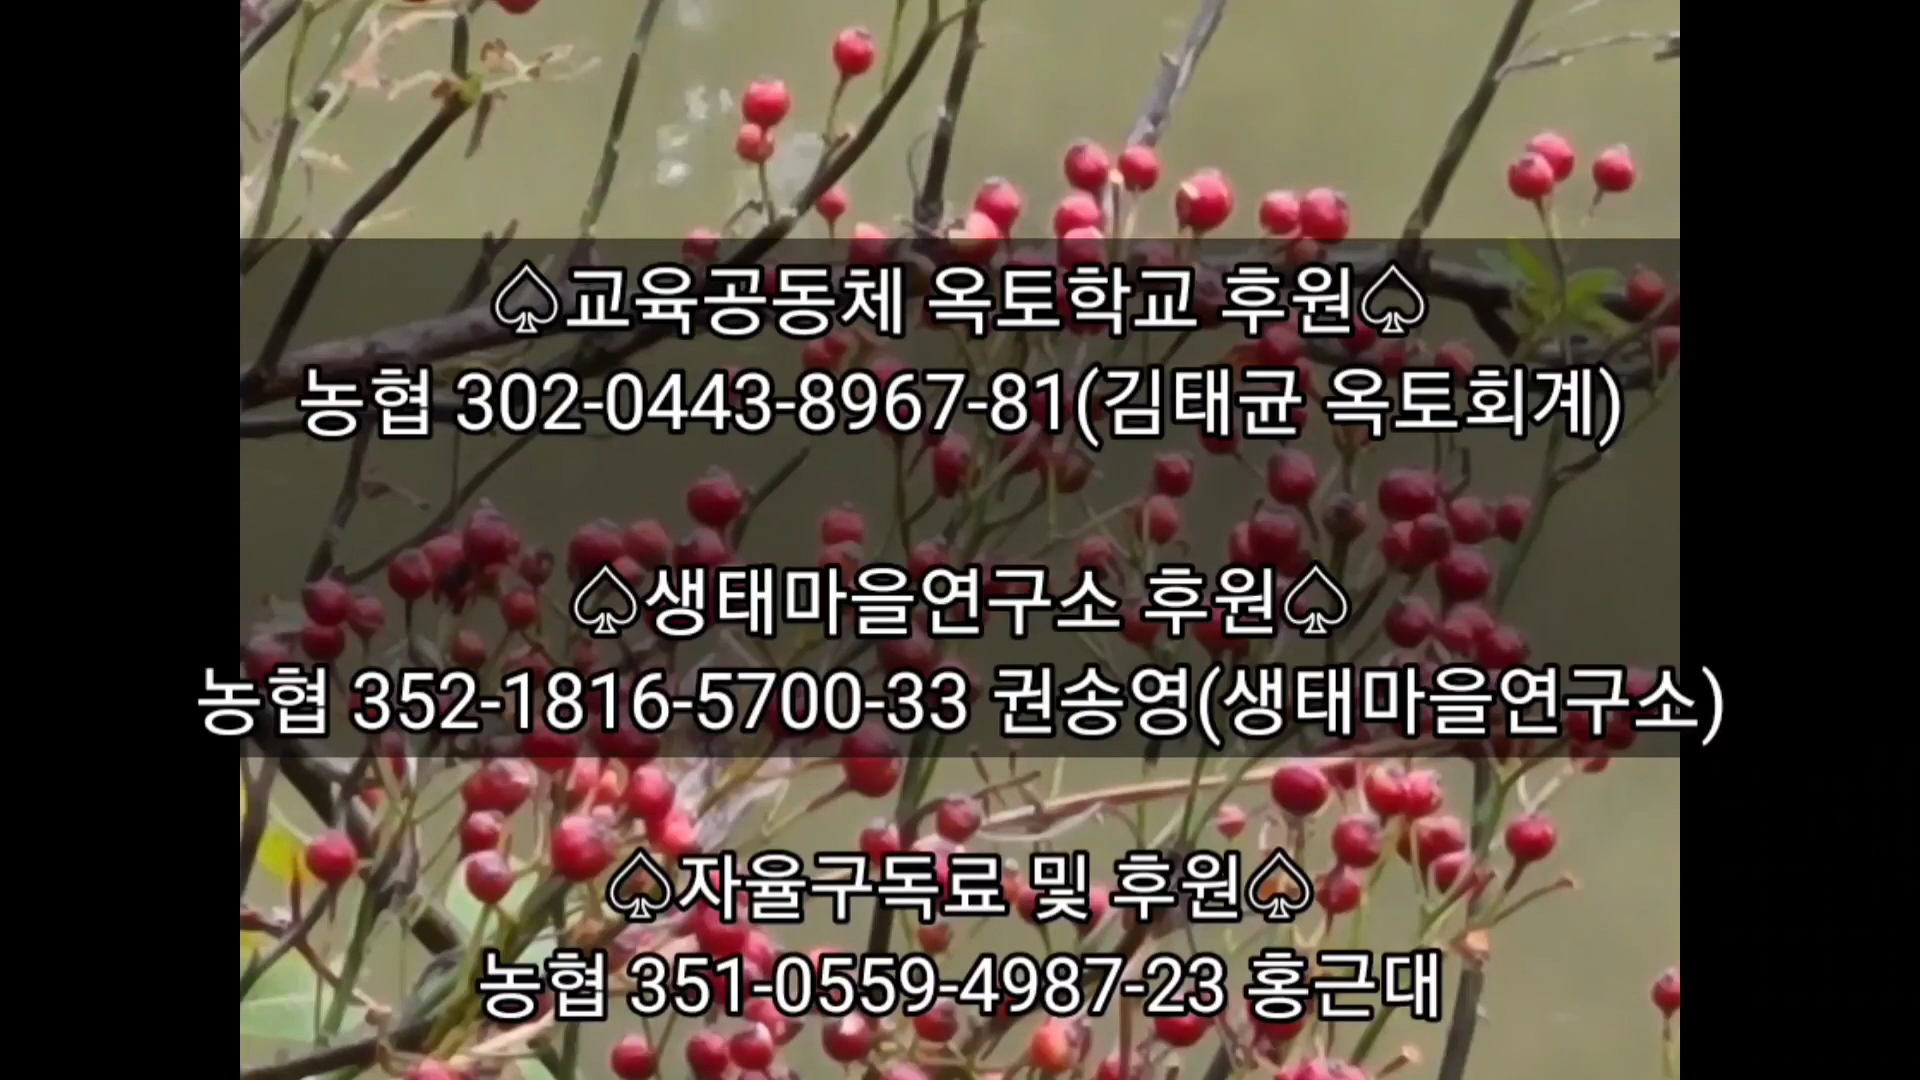 ♤교육공동체 옥토학교 후원♤
농협 302-0443-8967-81(김태균 옥토회계)
♤생태마을연구소 후원♤
농협 352-1816-5700-33 권송영(생태마을연구소)
♤자율구독료 및 후원♤
농협 351-0559-4987-23 홍근대